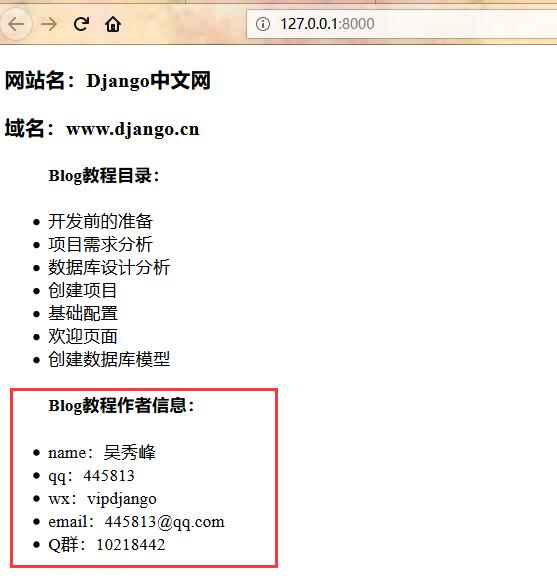 127.0.0.1:8000
网站名：Django中文网
域名：www.django.cn
Blog教程目录：
开发前的准备
项目需求分析
数据库设计分析
创建项目
基础配置
欢迎页面
创建数据库模型
Blog教程作者信息：
name：吴秀峰
qq：445813
wx：vipdjango
email：445813@qq.com
Q群：10218442